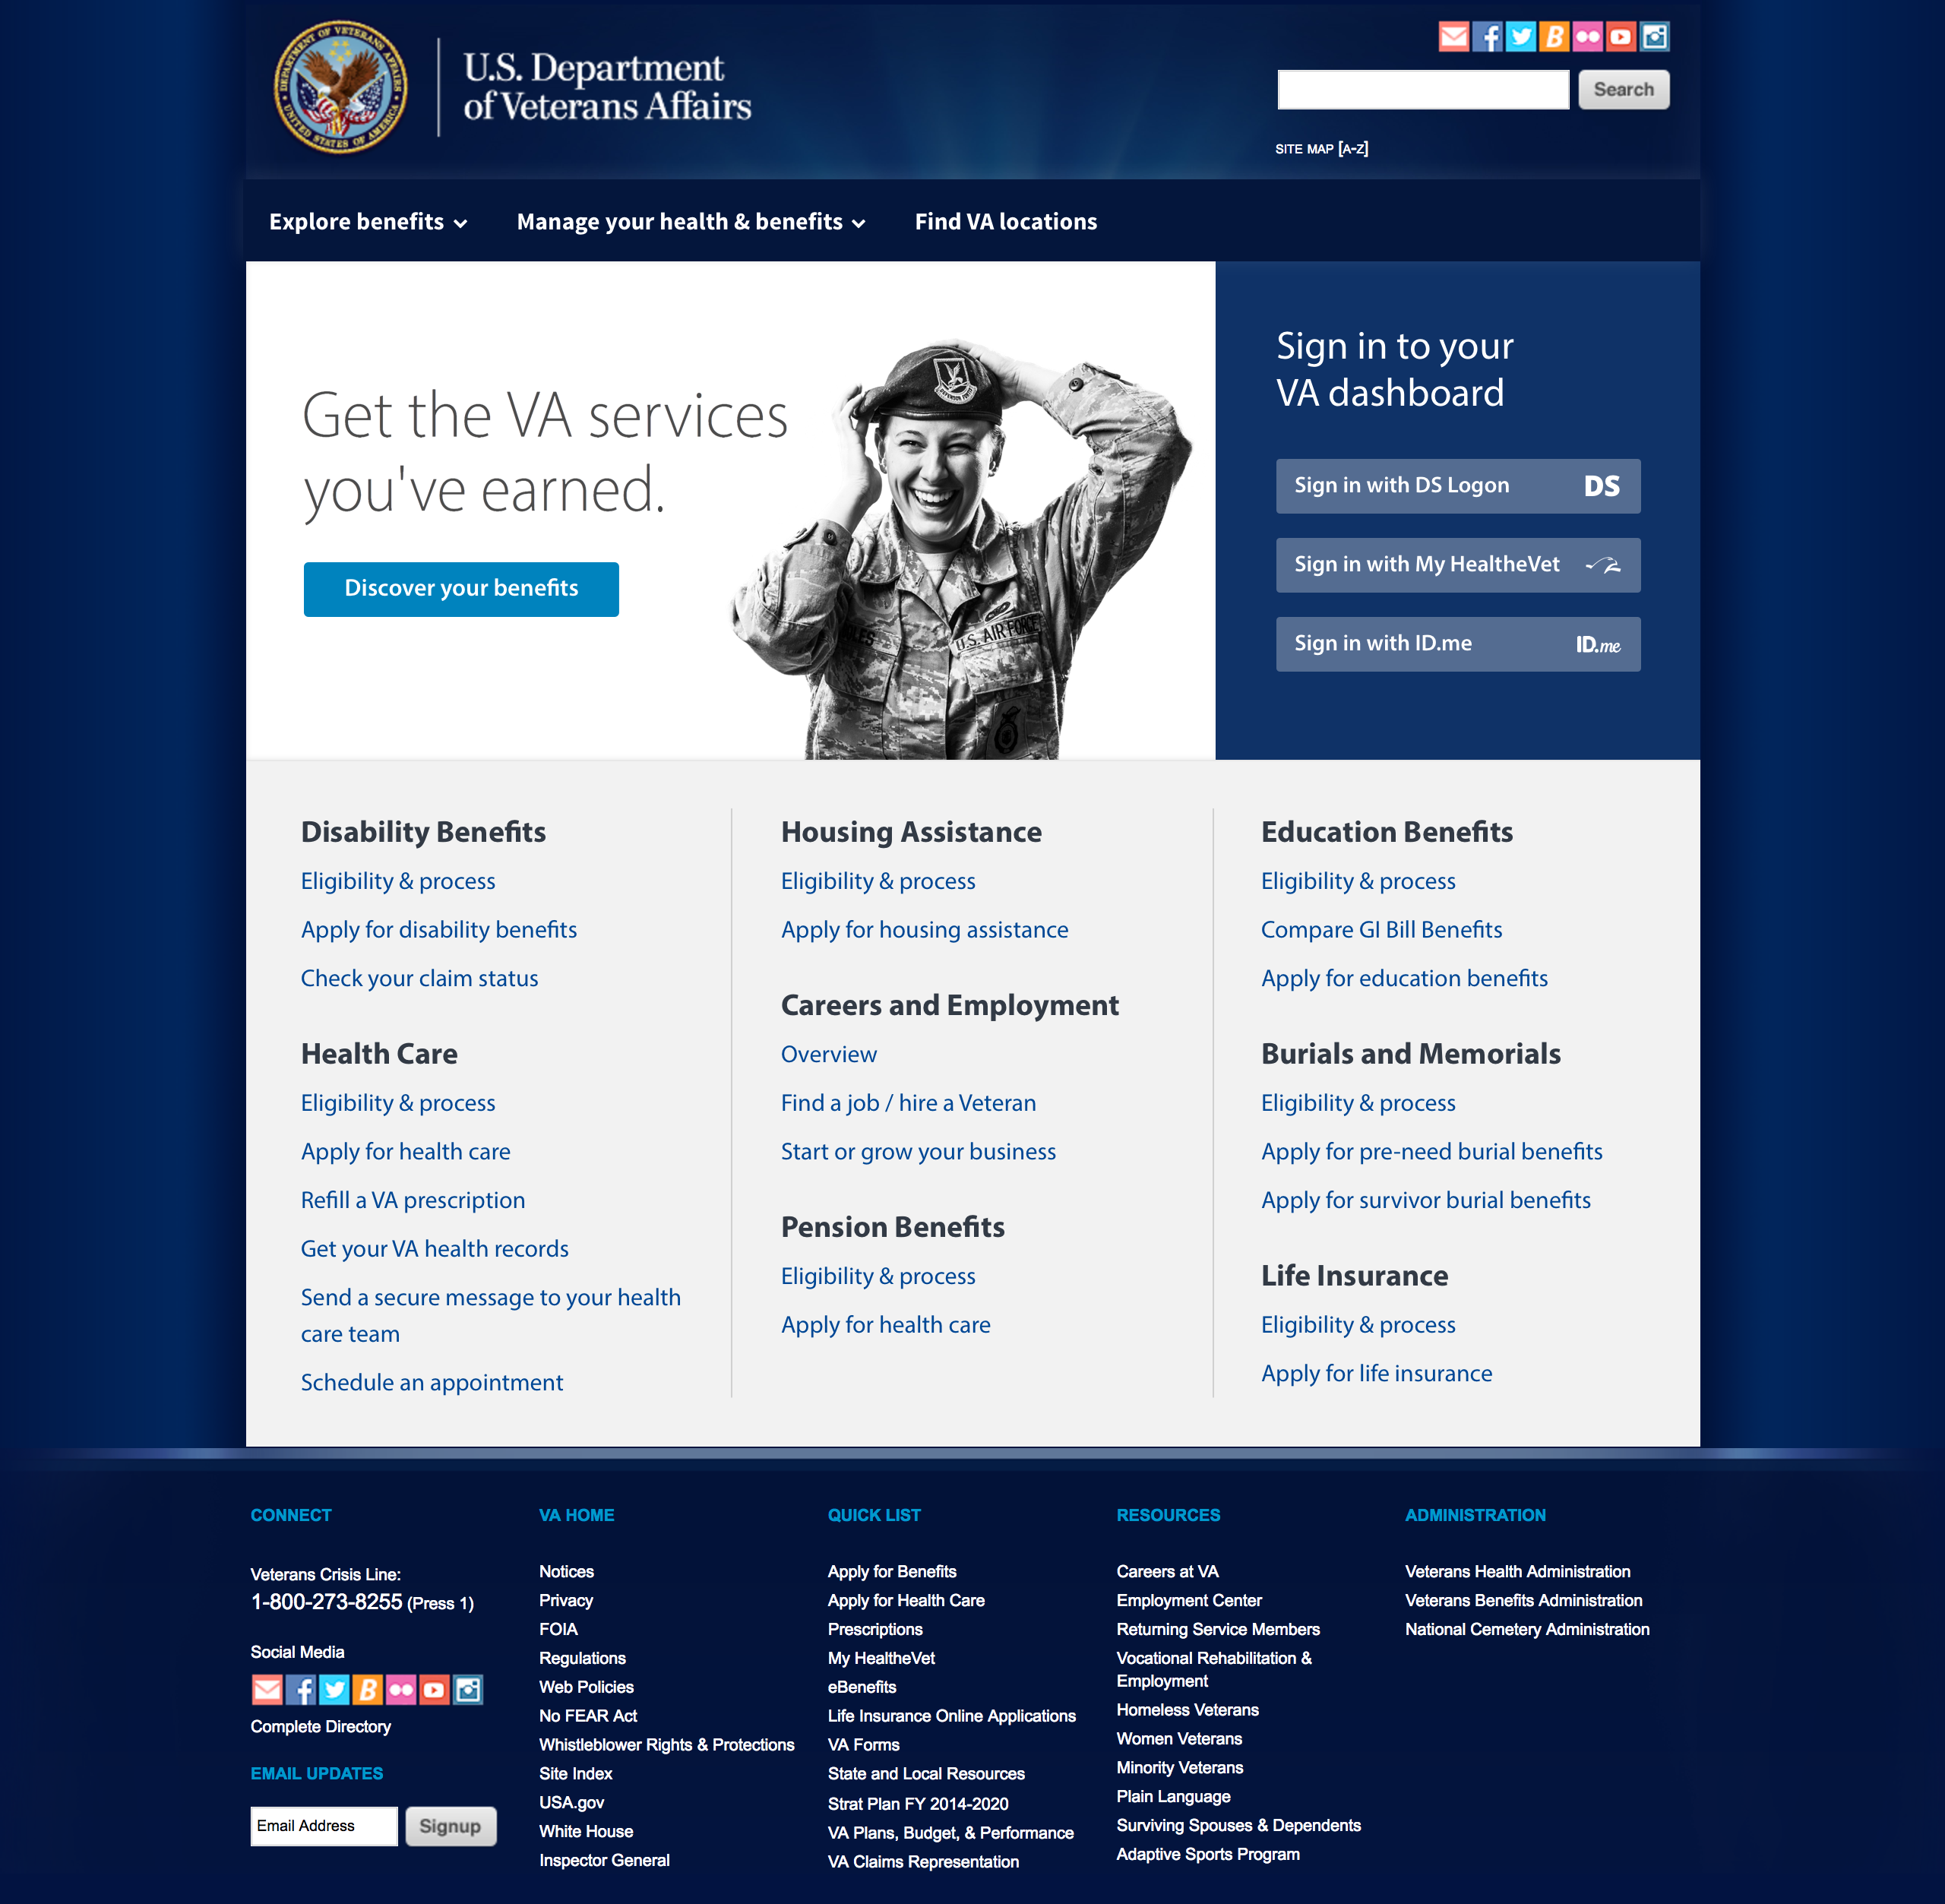 DEPARTMENT OF VETERANS AFFAIRS
UNITED STATES OF AMERICA
U.S. Department
of Veterans Affairs
Search
SITE MAP [A-Z]
Explore benefits
Manage your health & benefits
Find VA locations
Get the VA services
you've earned.
Discover your benefits
U.S. AIR FORCE
Sign in to your
VA dashboard
Sign in with DS Logon DS
Sign in with My HealtheVet
Sign in with ID.me ID.me
Disability Benefits
Eligibility & process
Apply for disability benefits
Check your claim status
Health Care
Eligibility & process
Apply for health care
Refill a VA prescription
Get your VA health records
Send a secure message to your health
care team
Schedule an appointment
Housing Assistance
Eligibility & process
Apply for housing assistance
Careers and Employment
Overview
Find a job / hire a Veteran
Start or grow your business
Pension Benefits
Eligibility & process
Apply for health care
Education Benefits
Eligibility & process
Compare GI Bill Benefits
Apply for education benefits
Burials and Memorials
Eligibility & process
Apply for pre-need burial benefits
Apply for survivor burial benefits
Life Insurance
Eligibility & process
Apply for life insurance
CONNECT
Veterans Crisis Line:
1-800-273-8255 (Press 1)
Social Media
Complete Directory
EMAIL UPDATES
Email Address
Signup
VA HOME
Notices
Privacy
FOIA
Regulations
Web Policies
No FEAR Act
Whistleblower Rights & Protections
Site Index
USA.gov
White House
Inspector General
QUICK LIST
Apply for Benefits
Apply for Health Care
Prescriptions
My HealtheVet
eBenefits
Life Insurance Online Applications
VA Forms
State and Local Resources
Strat Plan FY 2014-2020
VA Plans, Budget, & Performance
VA Claims Representation
RESOURCES
Careers at VA
Employment Center
Returning Service Members
Vocational Rehabilitation &
Employment
Homeless Veterans
Women Veterans
Minority Veterans
Plain Language
Surviving Spouses & Dependents
Adaptive Sports Program
ADMINISTRATION
Veterans Health Administration
Veterans Benefits Administration
National Cemetery Administration